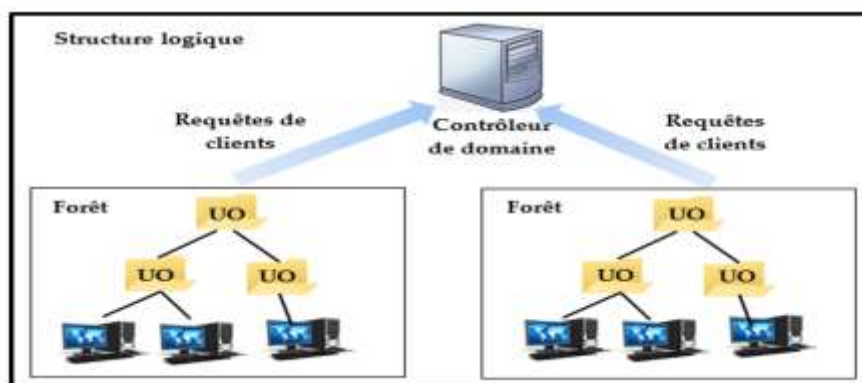 Structure logique
Requêtes de
clients
Contrôleur
de domaine
Requêtes
de clients
Forêt
UO
UO
UO
Forêt
UO
UO
UO